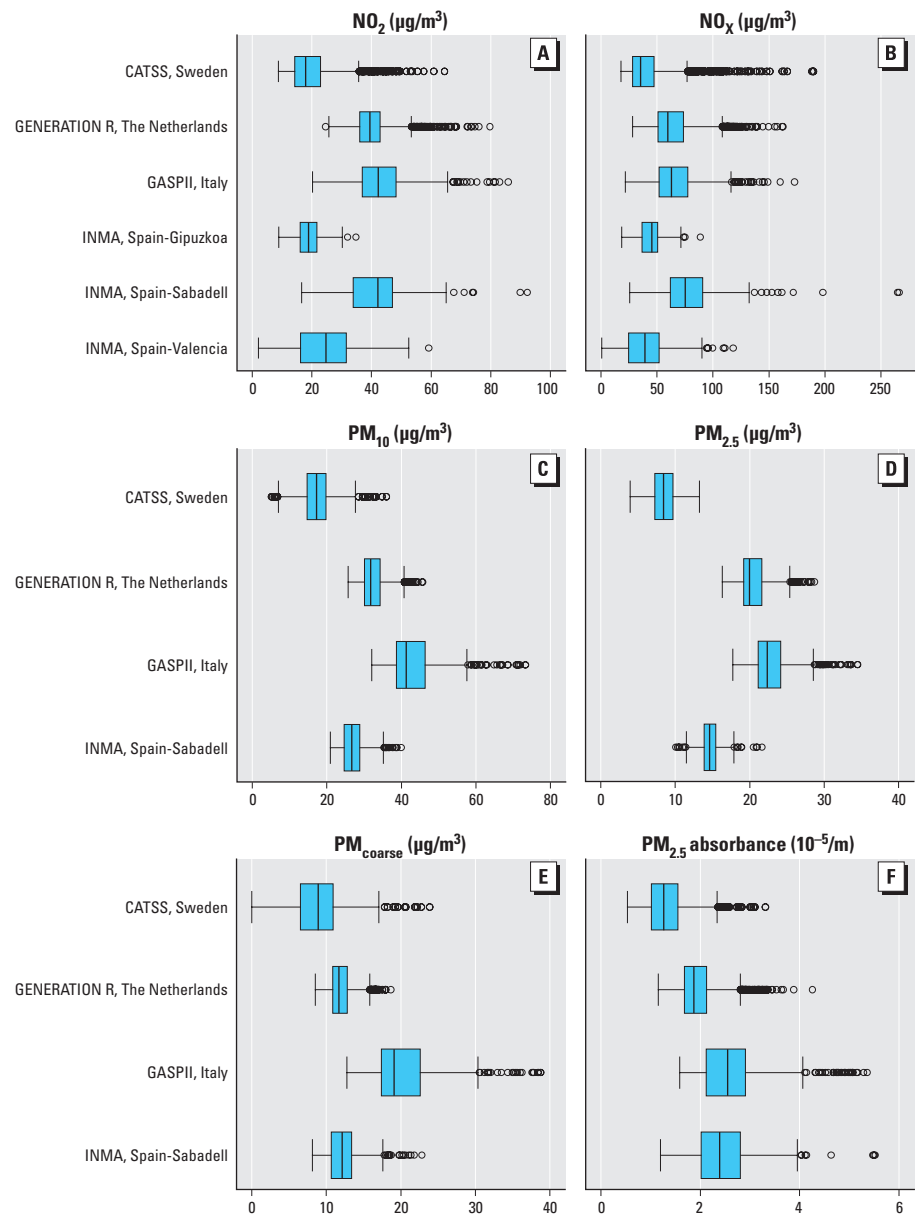 NO₂ (µg/m³)
A
CATSS, Sweden
GENERATION R, The Netherlands
GASPII, Italy
INMA, Spain-Gipuzkoa
INMA, Spain-Sabadell
INMA, Spain-Valencia
0 20 40 60 80 100
NOX (µg/m³)
B
0 50 100 150 200 250
PM₁₀ (µg/m³)
C
CATSS, Sweden
GENERATION R, The Netherlands
GASPII, Italy
INMA, Spain-Sabadell
0 20 40 60 80
PM₂.₅ (µg/m³)
D
0 10 20 30 40
PMcoarse (µg/m³)
E
CATSS, Sweden
GENERATION R, The Netherlands
GASPII, Italy
INMA, Spain-Sabadell
0 10 20 30 40
PM₂.₅ absorbance (10⁻⁵/m)
F
0 2 4 6